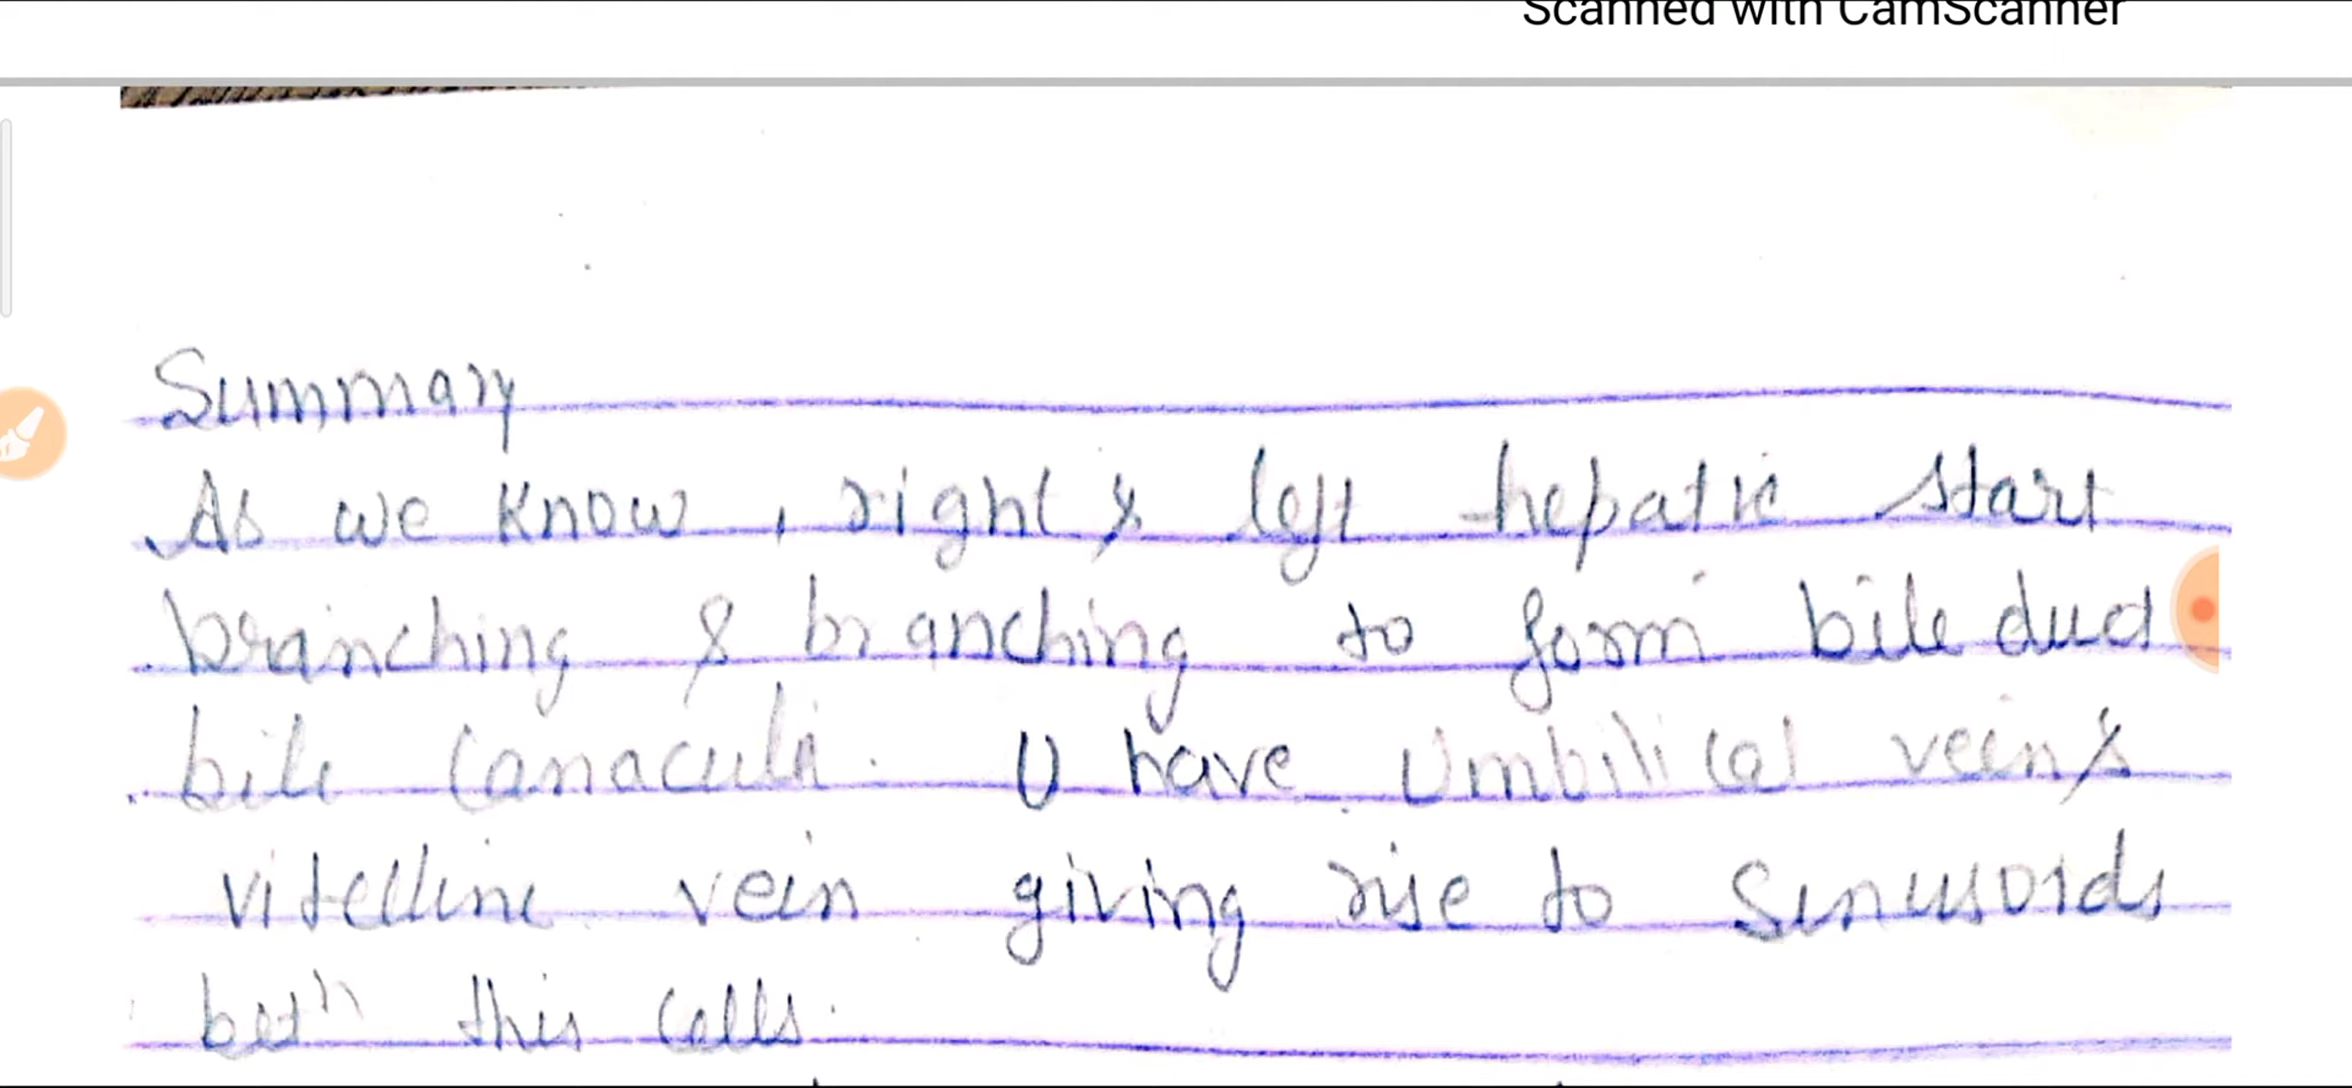 Scanned with CamScanner
Summary
As we know, right & left hepatic start
branching & branching to form bile duct
bile canaculi. U have Umbilical vein &
vitelline vein giving rise to sinusoids
betn this cells.